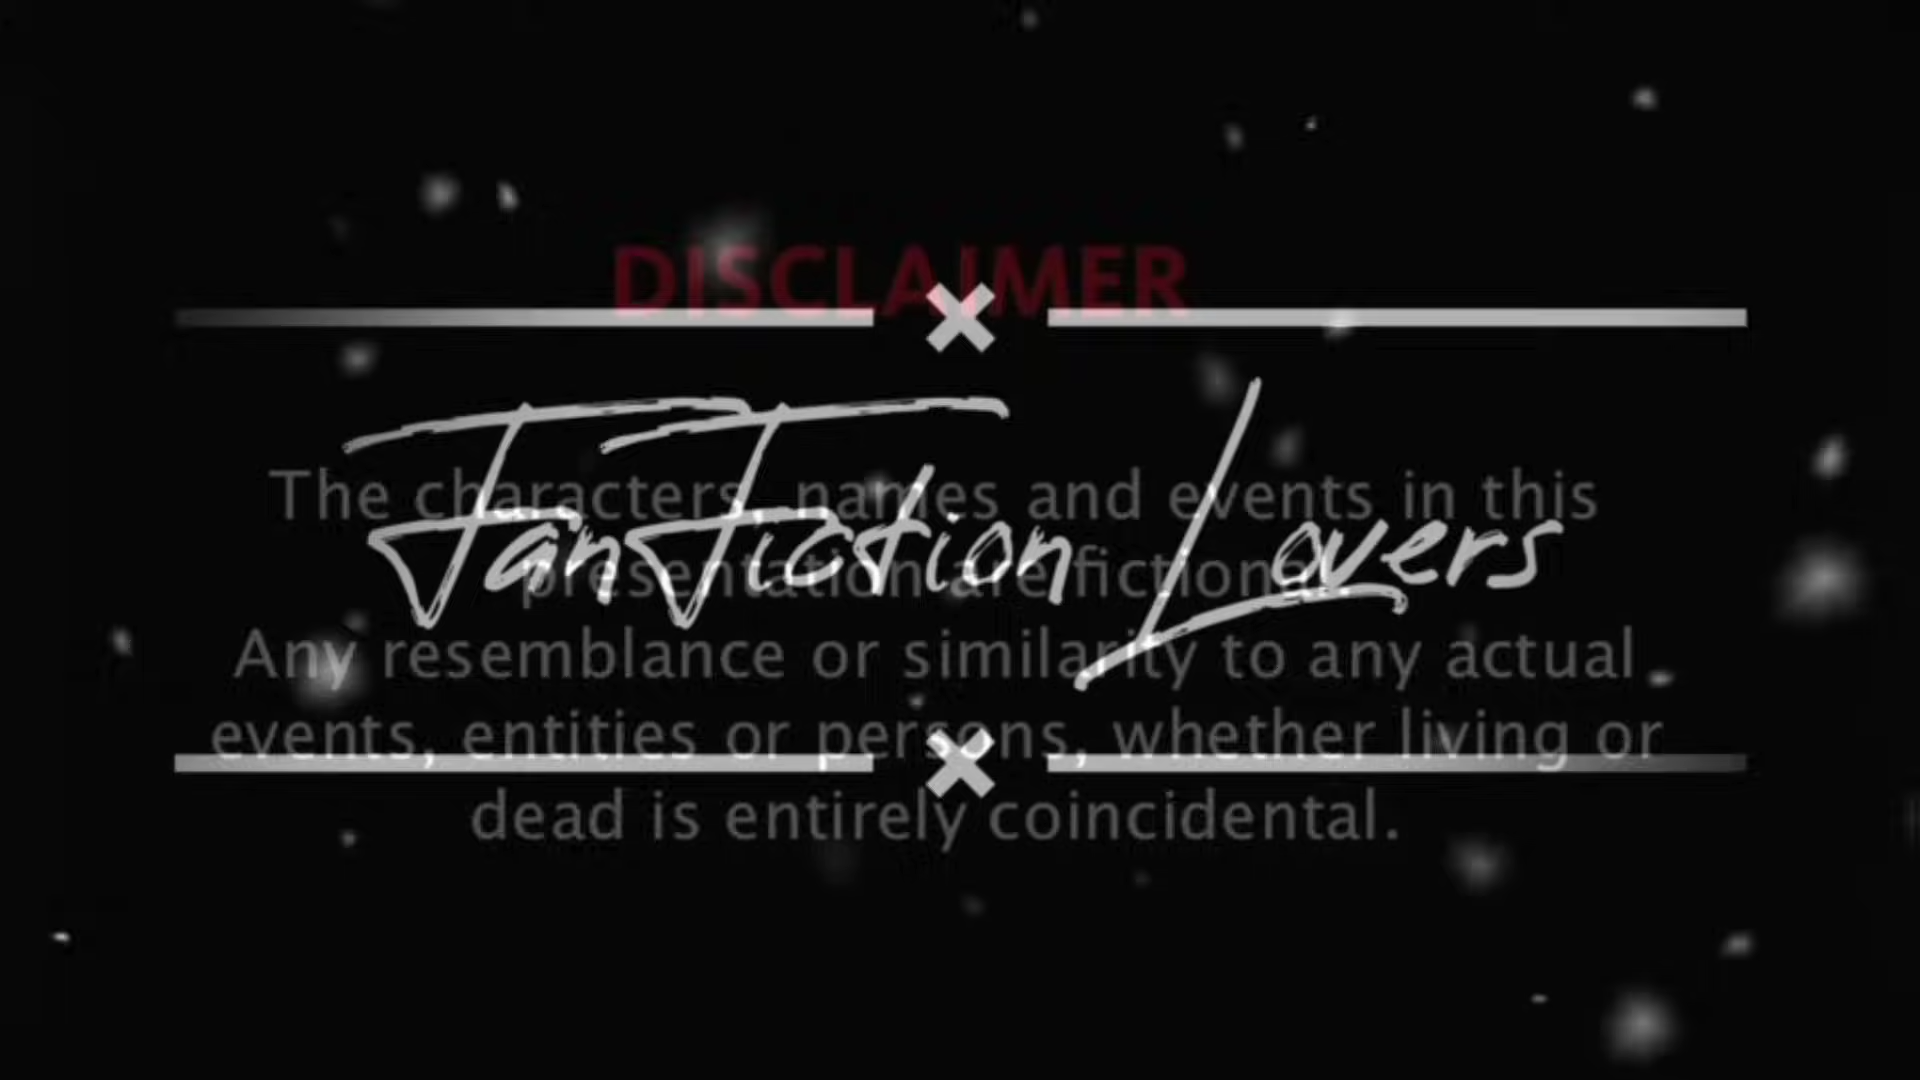 DISCLAIMER
FanFiction Lovers
The characters, names and events in this
presentation are fictional.
Any resemblance or similarity to any actual
events, entities or persons, whether living or
dead is entirely coincidental.